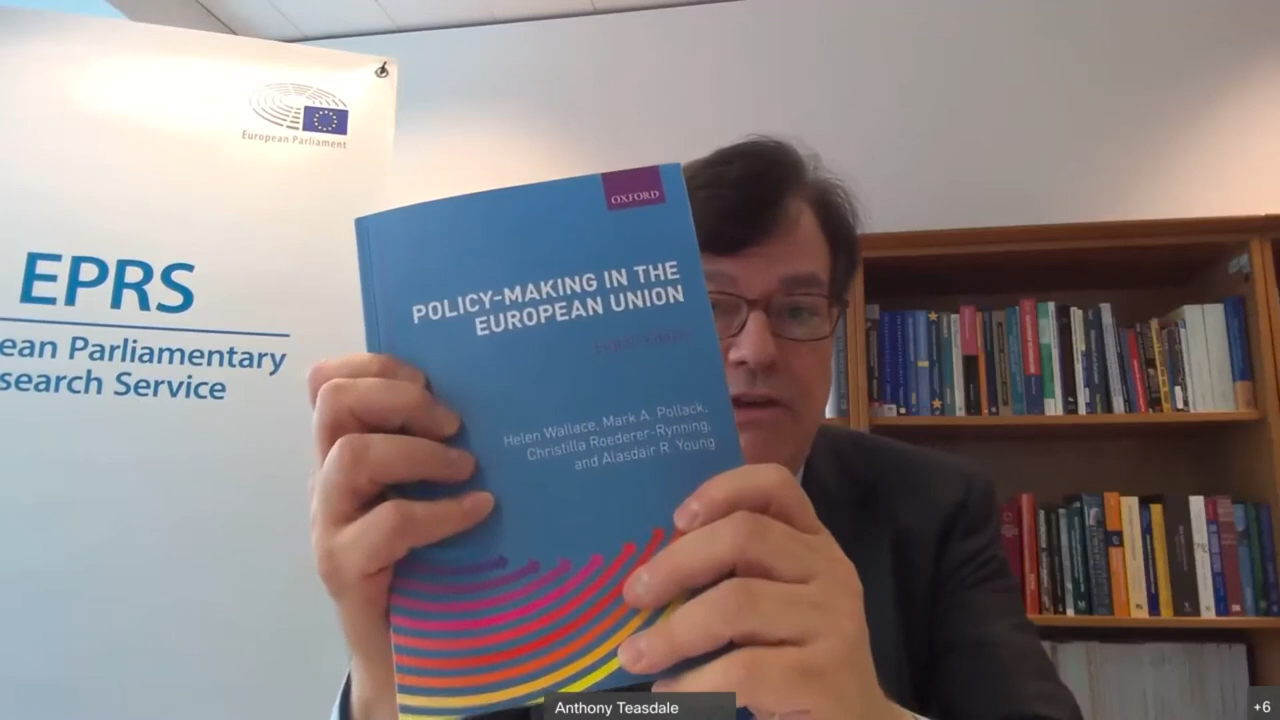 European Parliament
EPRS
ean Parliamentary
search Service
OXFORD
POLICY-MAKING IN THE
EUROPEAN UNION
Helen Wallace, Mark A. Pollack,
Christilla Roederer-Rynning,
and Alasdair R. Young
Anthony Teasdale
+6